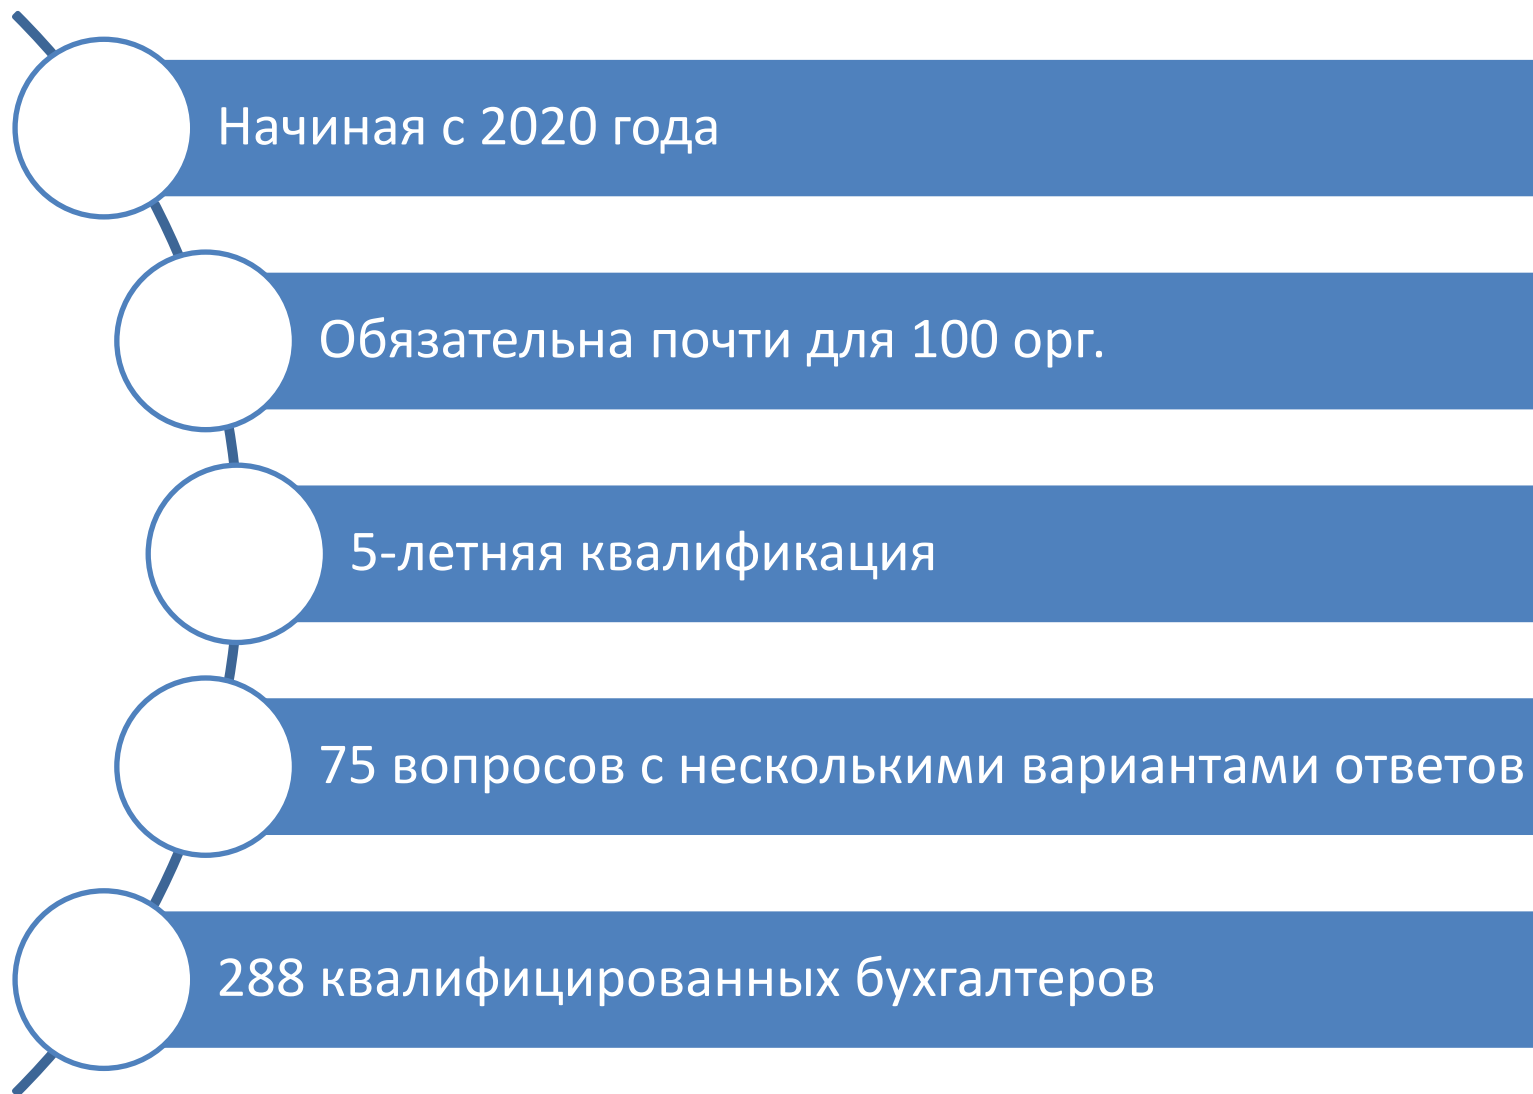 Начиная с 2020 года
Обязательна почти для 100 орг.
5-летняя квалификация
75 вопросов с несколькими вариантами ответов
288 квалифицированных бухгалтеров